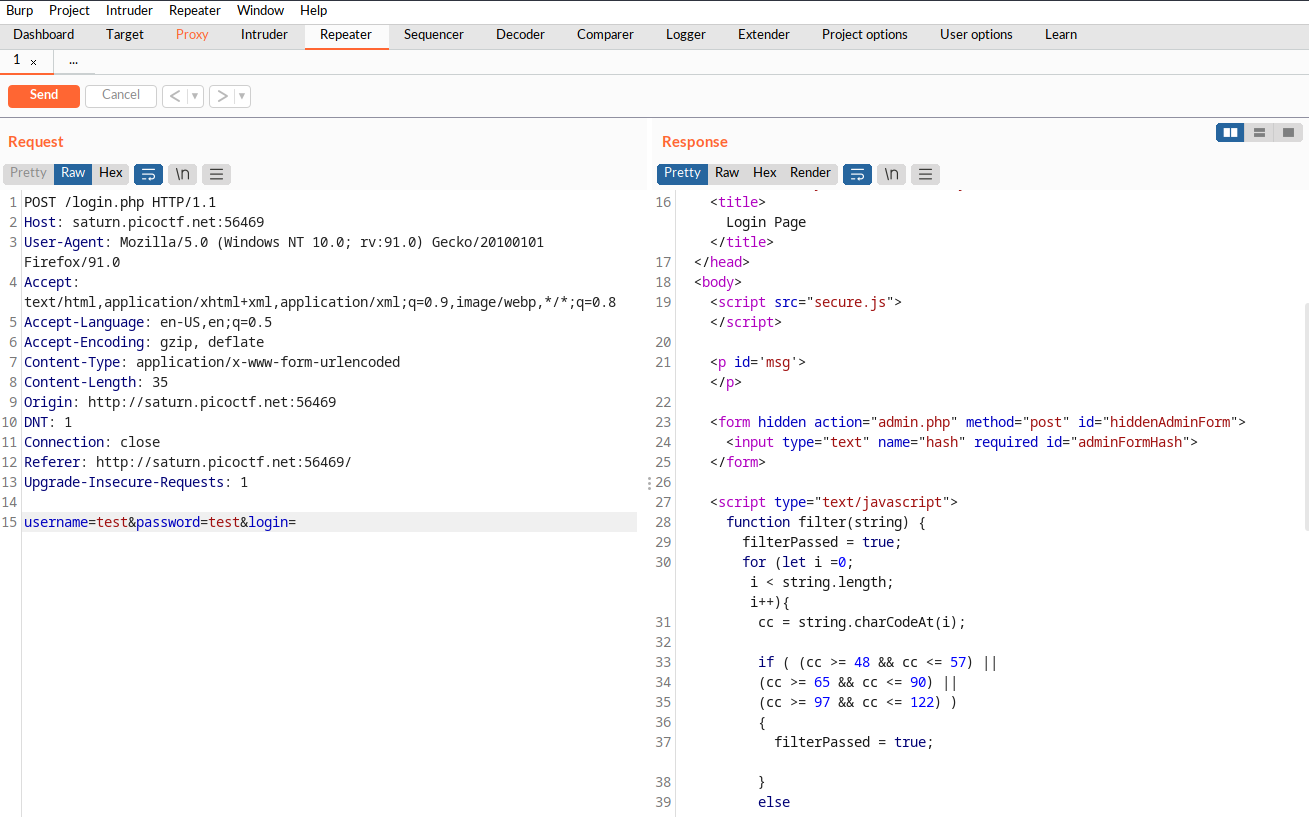 Burp Project Intruder Repeater Window Help
Dashboard Target Proxy Intruder Repeater Sequencer Decoder Comparer Logger Extender Project options User options Learn
1 × ...
Send Cancel < ▾ > ▾
Request
Pretty Raw Hex \n
1 POST /login.php HTTP/1.1
2 Host: saturn.picoctf.net:56469
3 User-Agent: Mozilla/5.0 (Windows NT 10.0; rv:91.0) Gecko/20100101
Firefox/91.0
4 Accept:
text/html,application/xhtml+xml,application/xml;q=0.9,image/webp,*/*;q=0.8
5 Accept-Language: en-US,en;q=0.5
6 Accept-Encoding: gzip, deflate
7 Content-Type: application/x-www-form-urlencoded
8 Content-Length: 35
9 Origin: http://saturn.picoctf.net:56469
10 DNT: 1
11 Connection: close
12 Referer: http://saturn.picoctf.net:56469/
13 Upgrade-Insecure-Requests: 1
14
15 username=test&password=test&login=
Response
Pretty Raw Hex Render \n
16 <title>
Login Page
</title>
17 </head>
18 <body>
19 <script src="secure.js">
</script>
20
21 <p id='msg'>
</p>
22
23 <form hidden action="admin.php" method="post" id="hiddenAdminForm">
24 <input type="text" name="hash" required id="adminFormHash">
25 </form>
26
27 <script type="text/javascript">
28 function filter(string) {
29 filterPassed = true;
30 for (let i =0;
i < string.length;
i++){
31 cc = string.charCodeAt(i);
32
33 if ( (cc >= 48 && cc <= 57) ||
34 (cc >= 65 && cc <= 90) ||
35 (cc >= 97 && cc <= 122) )
36 {
37 filterPassed = true;
38 }
39 else